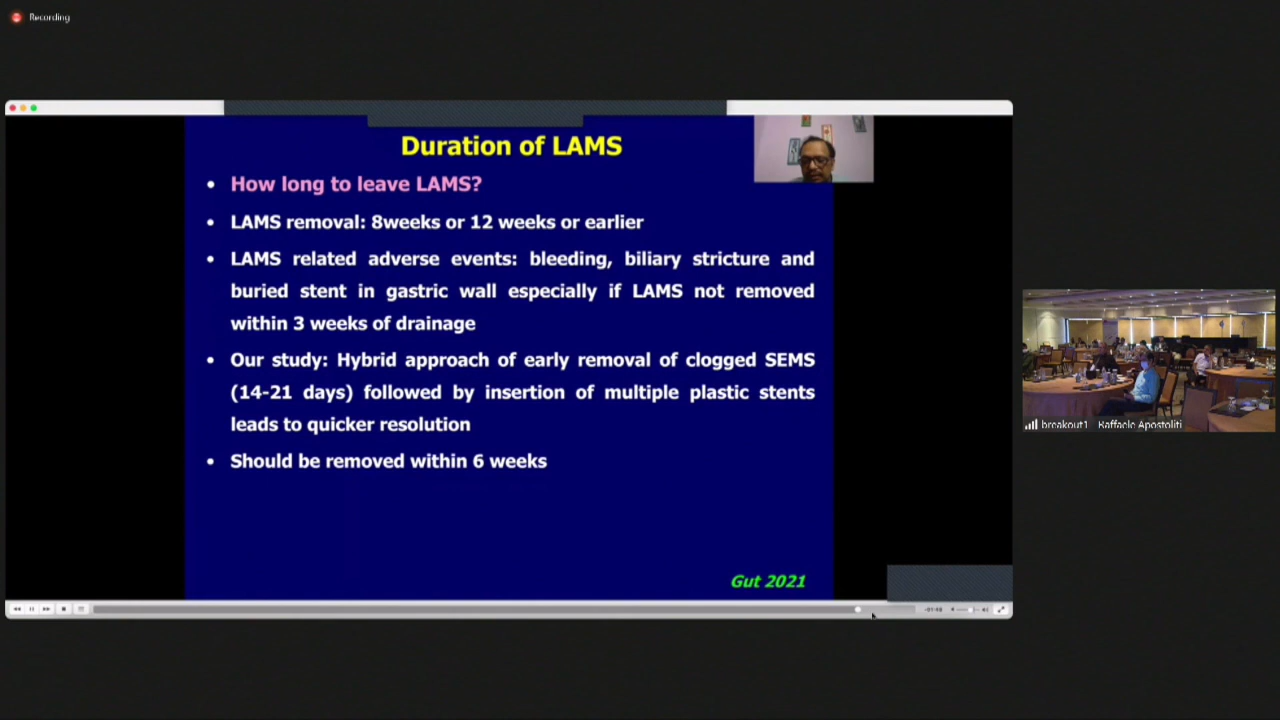 Recording
Duration of LAMS
• How long to leave LAMS?
• LAMS removal: 8weeks or 12 weeks or earlier
• LAMS related adverse events: bleeding, biliary stricture and
buried stent in gastric wall especially if LAMS not removed
within 3 weeks of drainage
• Our study: Hybrid approach of early removal of clogged SEMS
(14-21 days) followed by insertion of multiple plastic stents
leads to quicker resolution
• Should be removed within 6 weeks
Gut 2021
-01:48
breakout1 - Raffaele Apostoliti